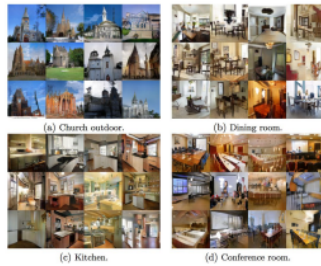 (a) Church outdoor.
(b) Dining room.
(c) Kitchen.
(d) Conference room.